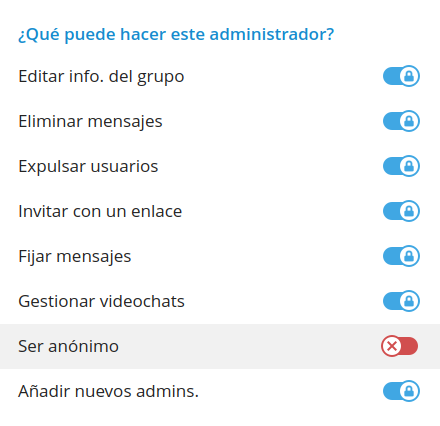 ¿Qué puede hacer este administrador?
Editar info. del grupo
Eliminar mensajes
Expulsar usuarios
Invitar con un enlace
Fijar mensajes
Gestionar videochats
Ser anónimo
Añadir nuevos admins.